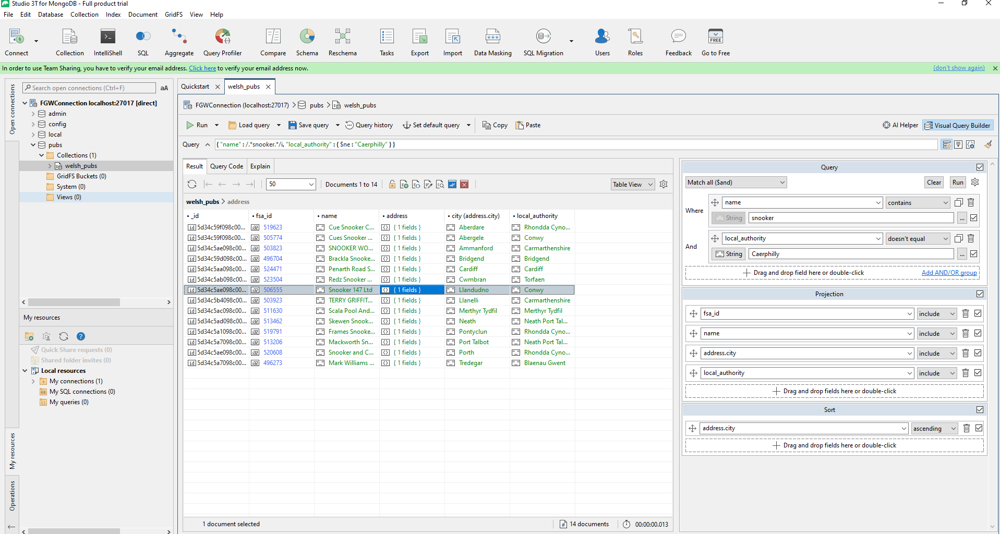 Studio 3T for MongoDB - Full product trial
File Edit Database Collection Index Document GridFS View Help
Connect Collection IntelliShell SQL Aggregate Query Profiler Compare Schema Reschema Tasks Export Import Data Masking SQL Migration Users Roles Feedback FREE Go to Free
In order to use Team Sharing, you have to verify your email address. Click here to verify your email address now. (don't show again)
Open connections
Search open connections (Ctrl+F) aA
FGWConnection localhost:27017 [direct]
admin
config
local
pubs
Collections (1)
welsh_pubs
GridFS Buckets (0)
System (0)
Views (0)
My resources
Quick Share requests (0)
Shared folder invites (0)
Local resources
My connections (1)
My SQL connections (0)
My queries (0)
My resources
Operations
Quickstart welsh_pubs
FGWConnection (localhost:27017) pubs welsh_pubs
Run Load query Save query Query history Set default query Copy Paste AI Helper Visual Query Builder
Query {"name":/.*snooker.*/i,"local_authority":{$ne:"Caerphilly"}}
Result Query Code Explain
50 Documents 1 to 14 Table View
welsh_pubs > address
_id fsa_id name address city (address.city) local_authority
5d34c59f098c00... 519623 Cue Snooker C... { 1 fields } Aberdare Rhondda Cyno...
5d34c59f098c00... 505774 Cues Snooker ... { 1 fields } Abergele Conwy
5d34c5ae098c00... 503823 SNOOKER WO... { 1 fields } Ammanford Carmarthenshire
5d34c59d098c00... 496704 Brackla Snooke... { 1 fields } Bridgend Bridgend
5d34c5aa098c00... 524471 Penarth Road S... { 1 fields } Cardiff Cardiff
5d34c5ab098c00... 523504 Redz Snooker ... { 1 fields } Cwmbran Torfaen
5d34c5ae098c00... 506555 Snooker 147 Ltd { 1 fields } Llandudno Conwy
5d34c5b4098c00... 503923 TERRY GRIFFIT... { 1 fields } Llanelli Carmarthenshire
5d34c5ac098c00... 511630 Scala Pool And... { 1 fields } Merthyr Tydfil Merthyr Tydfil
5d34c5ad098c00... 513462 Skewen Snook... { 1 fields } Neath Neath Port Tal...
5d34c5a1098c00... 519791 Frames Snooke... { 1 fields } Pontyclun Rhondda Cyno...
5d34c5a7098c00... 513206 Mackworth Sn... { 1 fields } Port Talbot Neath Port Tal...
5d34c5ae098c00... 520608 Snooker and C... { 1 fields } Porth Rhondda Cyno...
5d34c5a7098c00... 496273 Mark Williams ... { 1 fields } Tredegar Blaenau Gwent
1 document selected 14 documents 00:00:00.013
Query
Match all ($and) Clear Run
Where name contains
String snooker ...
And local_authority doesn't equal
String Caerphilly ...
Drag and drop field here or double-click Add AND/OR group
Projection
fsa_id include
name include
address.city include
local_authority include
Drag and drop fields here or double-click
Sort
address.city ascending
Drag and drop fields here or double-click